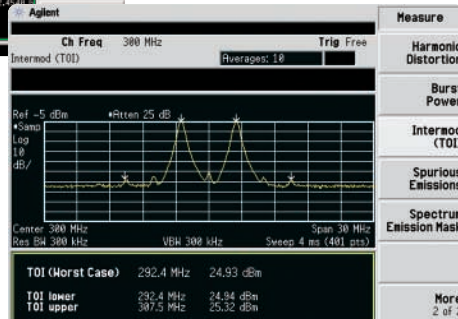 Agilent
Measure
Ch Freq 300 MHz Trig Free
Intermod (TOI) Averages: 10
Harmonic
Distortion
Burst
Power
Intermod
(TOI)
Spurious
Emissions
Spectrum
Emission Mask
More
2 of 2
Ref -5 dBm *Atten 25 dB
*Samp
Log
10
dB/
Center 300 MHz Span 30 MHz
Res BW 300 kHz VBW 300 kHz Sweep 4 ms (401 pts)
TOI (Worst Case) 292.4 MHz 24.93 dBm
TOI lower 292.4 MHz 24.94 dBm
TOI upper 307.5 MHz 25.32 dBm